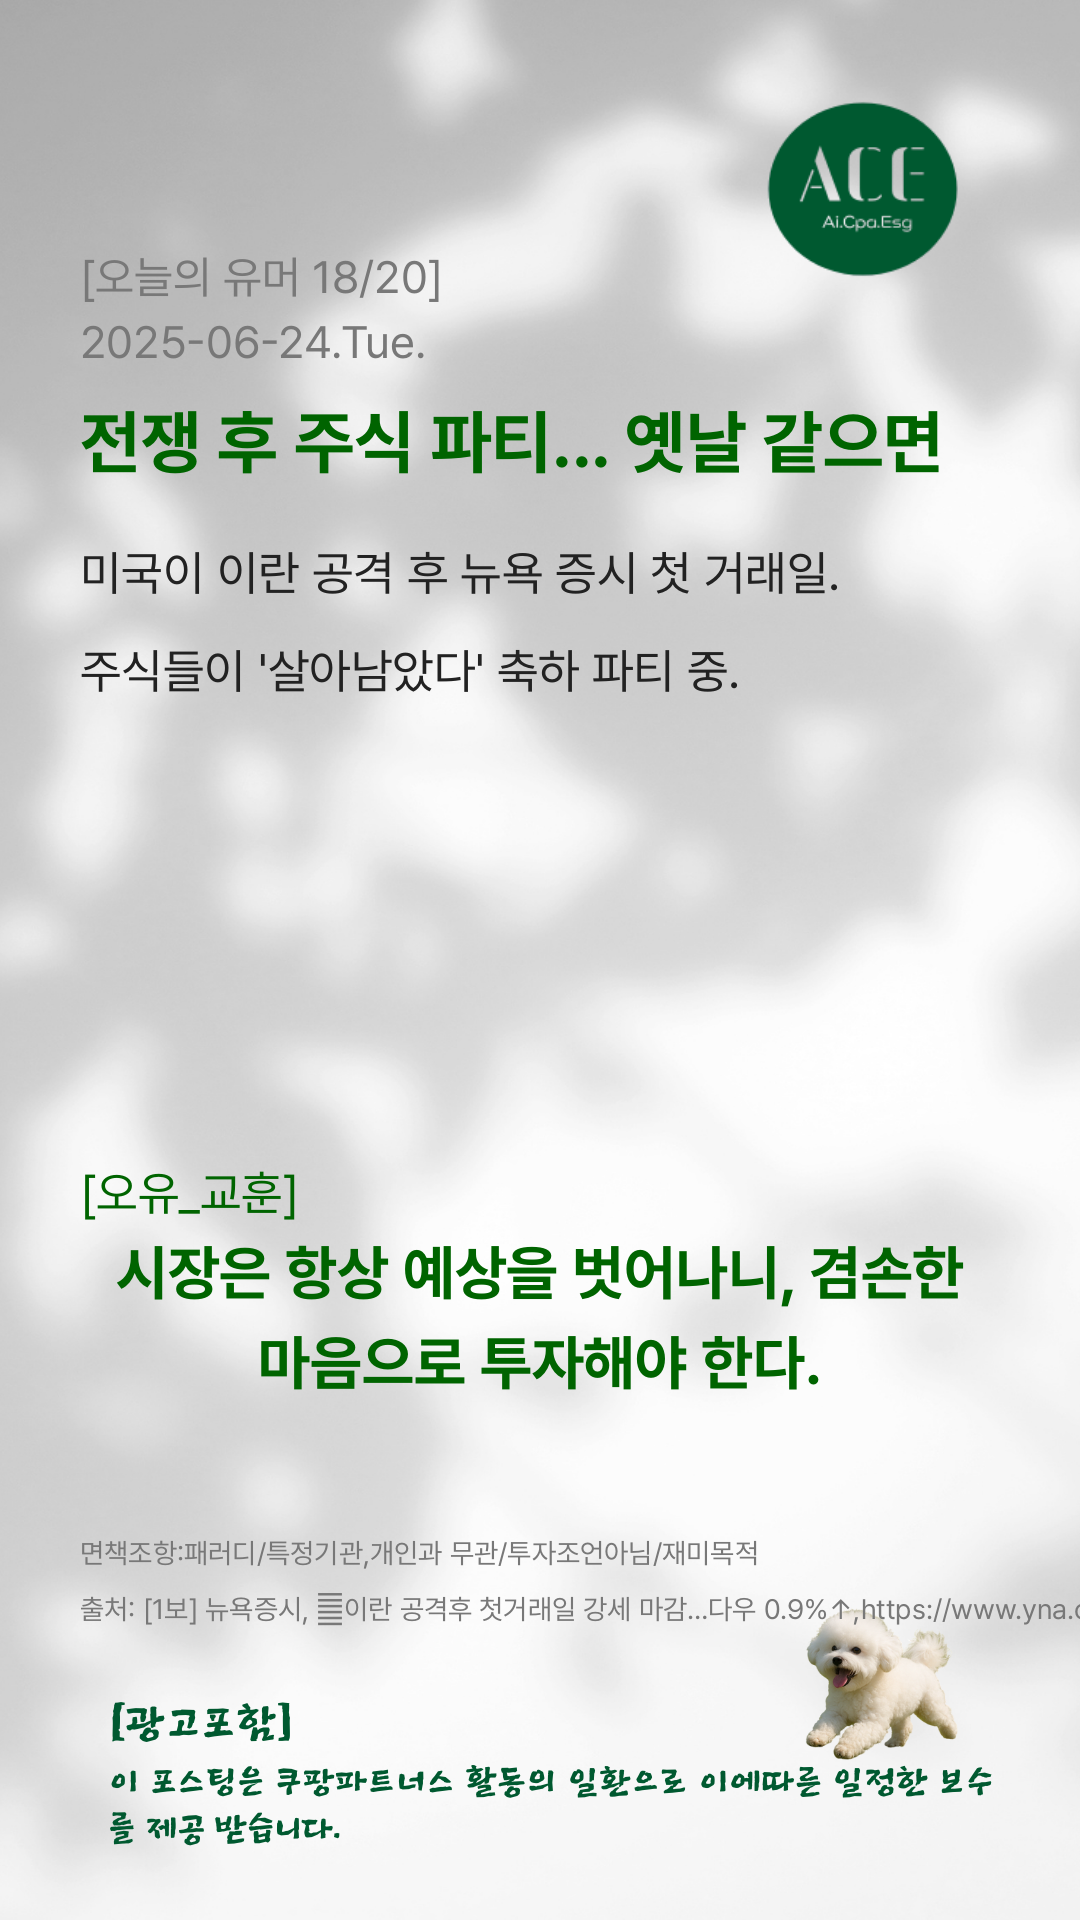 ACE
Ai.Cpa.Esg
[오늘의 유머 18/20]
2025-06-24.Tue.
전쟁 후 주식 파티... 옛날 같으면
미국이 이란 공격 후 뉴욕 증시 첫 거래일.
주식들이 '살아남았다' 축하 파티 중.
[오유_교훈]
시장은 항상 예상을 벗어나니, 겸손한
마음으로 투자해야 한다.
면책조항:패러디/특정기관,개인과 무관/투자조언아님/재미목적
출처: [1보] 뉴욕증시, 이란 공격후 첫거래일 강세 마감...다우 0.9%↑,https://www.yna.c
[광고포함]
이 포스팅은 쿠팡파트너스 활동의 일환으로 이에따른 일정한 보수
를 제공 받습니다.